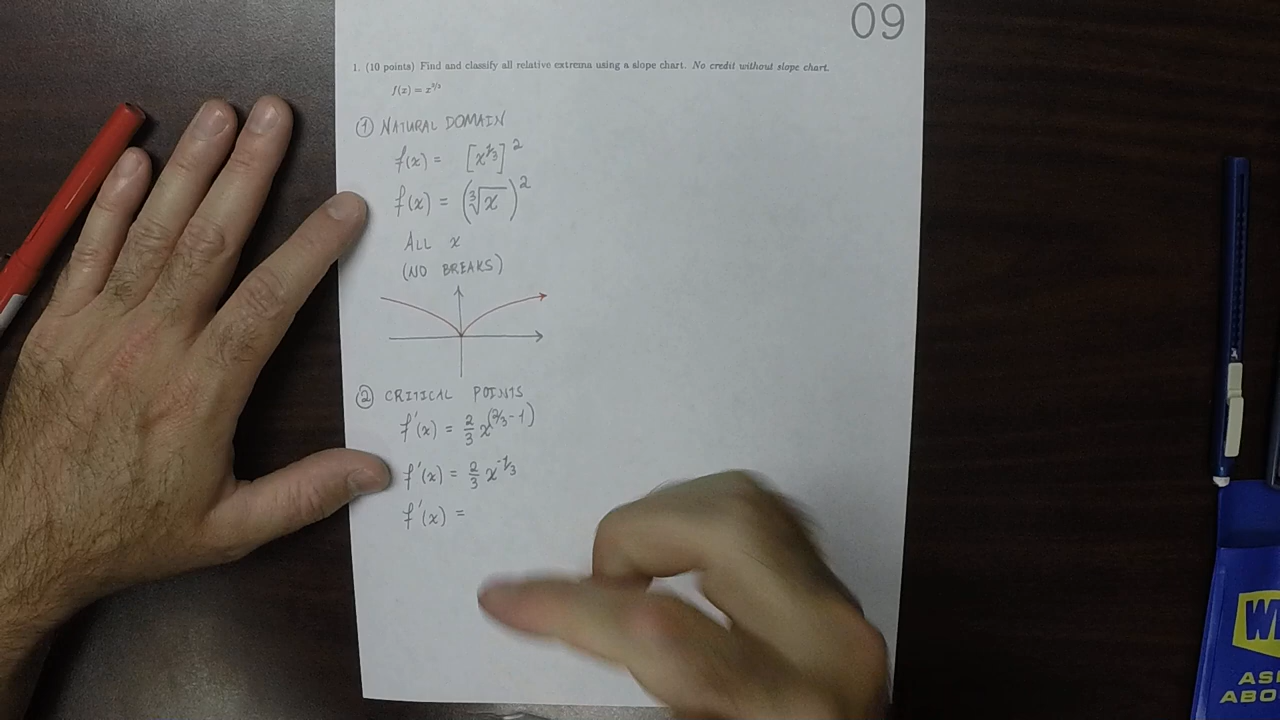 09
1. (10 points) Find and classify all relative extrema using a slope chart. No credit without slope chart.
f(x) = x^{2/3}
① NATURAL DOMAIN
f(x) = [x^{1/3}]^2
f(x) = (∛x)^2
ALL x
(NO BREAKS)
② CRITICAL POINTS
f'(x) = 2/3 x^{(2/3 - 1)}
f'(x) = 2/3 x^{-1/3}
f'(x) =